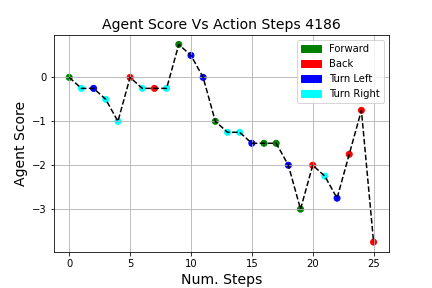 Agent Score Vs Action Steps 4186
Forward
Back
Turn Left
Turn Right
Agent Score
0
−1
−2
−3
0 5 10 15 20 25
Num. Steps